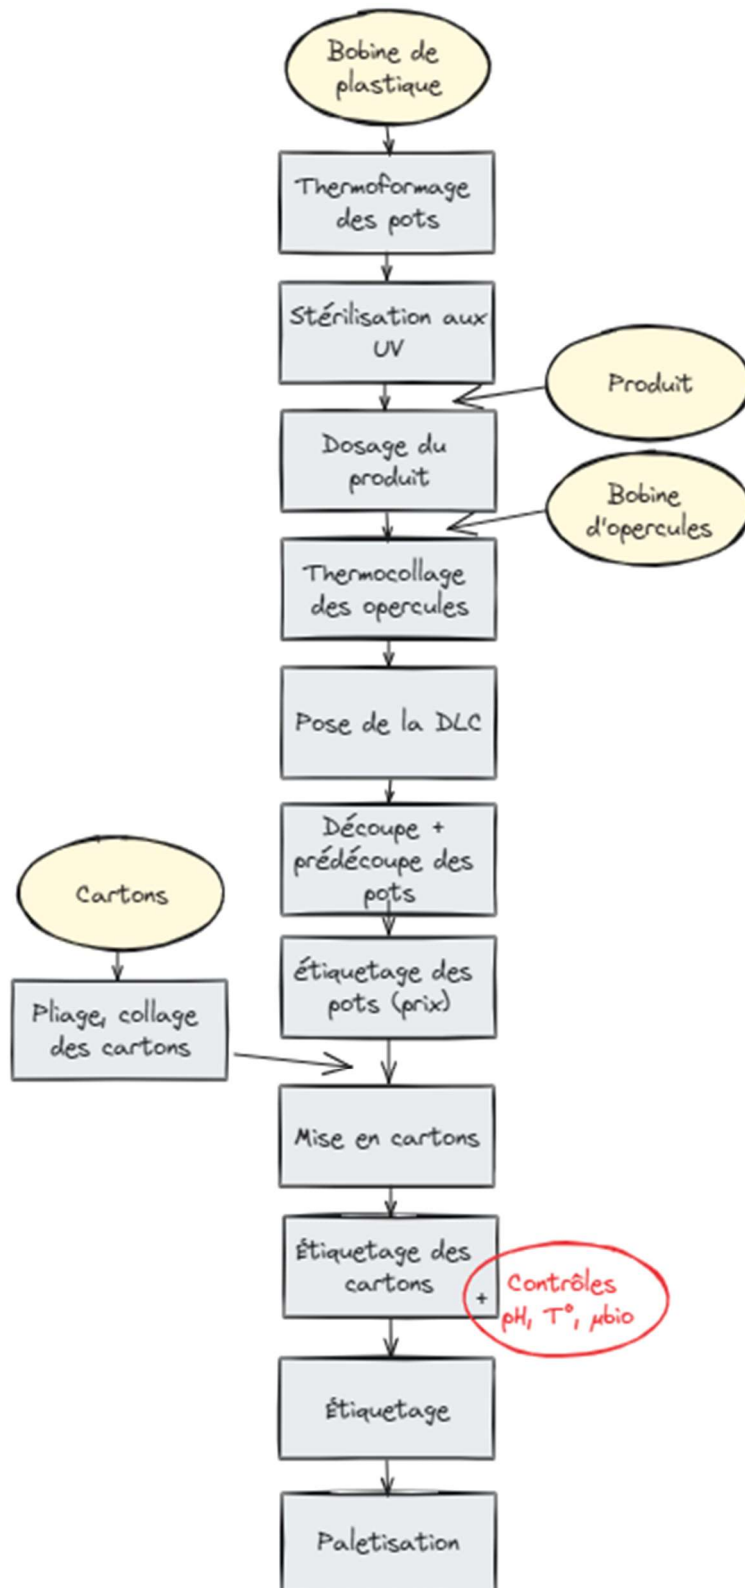 Bobine de
plastique
Thermoformage
des pots
Stérilisation aux
UV
Produit
Dosage du
produit
Bobine
d'opercules
Thermocollage
des opercules
Pose de la DLC
Découpe +
prédécoupe des
pots
Cartons
étiquetage des
pots (prix)
Pliage, collage
des cartons
Mise en cartons
Étiquetage des
cartons
+
Contrôles
pH, T°, µbio
Étiquetage
Paletisation